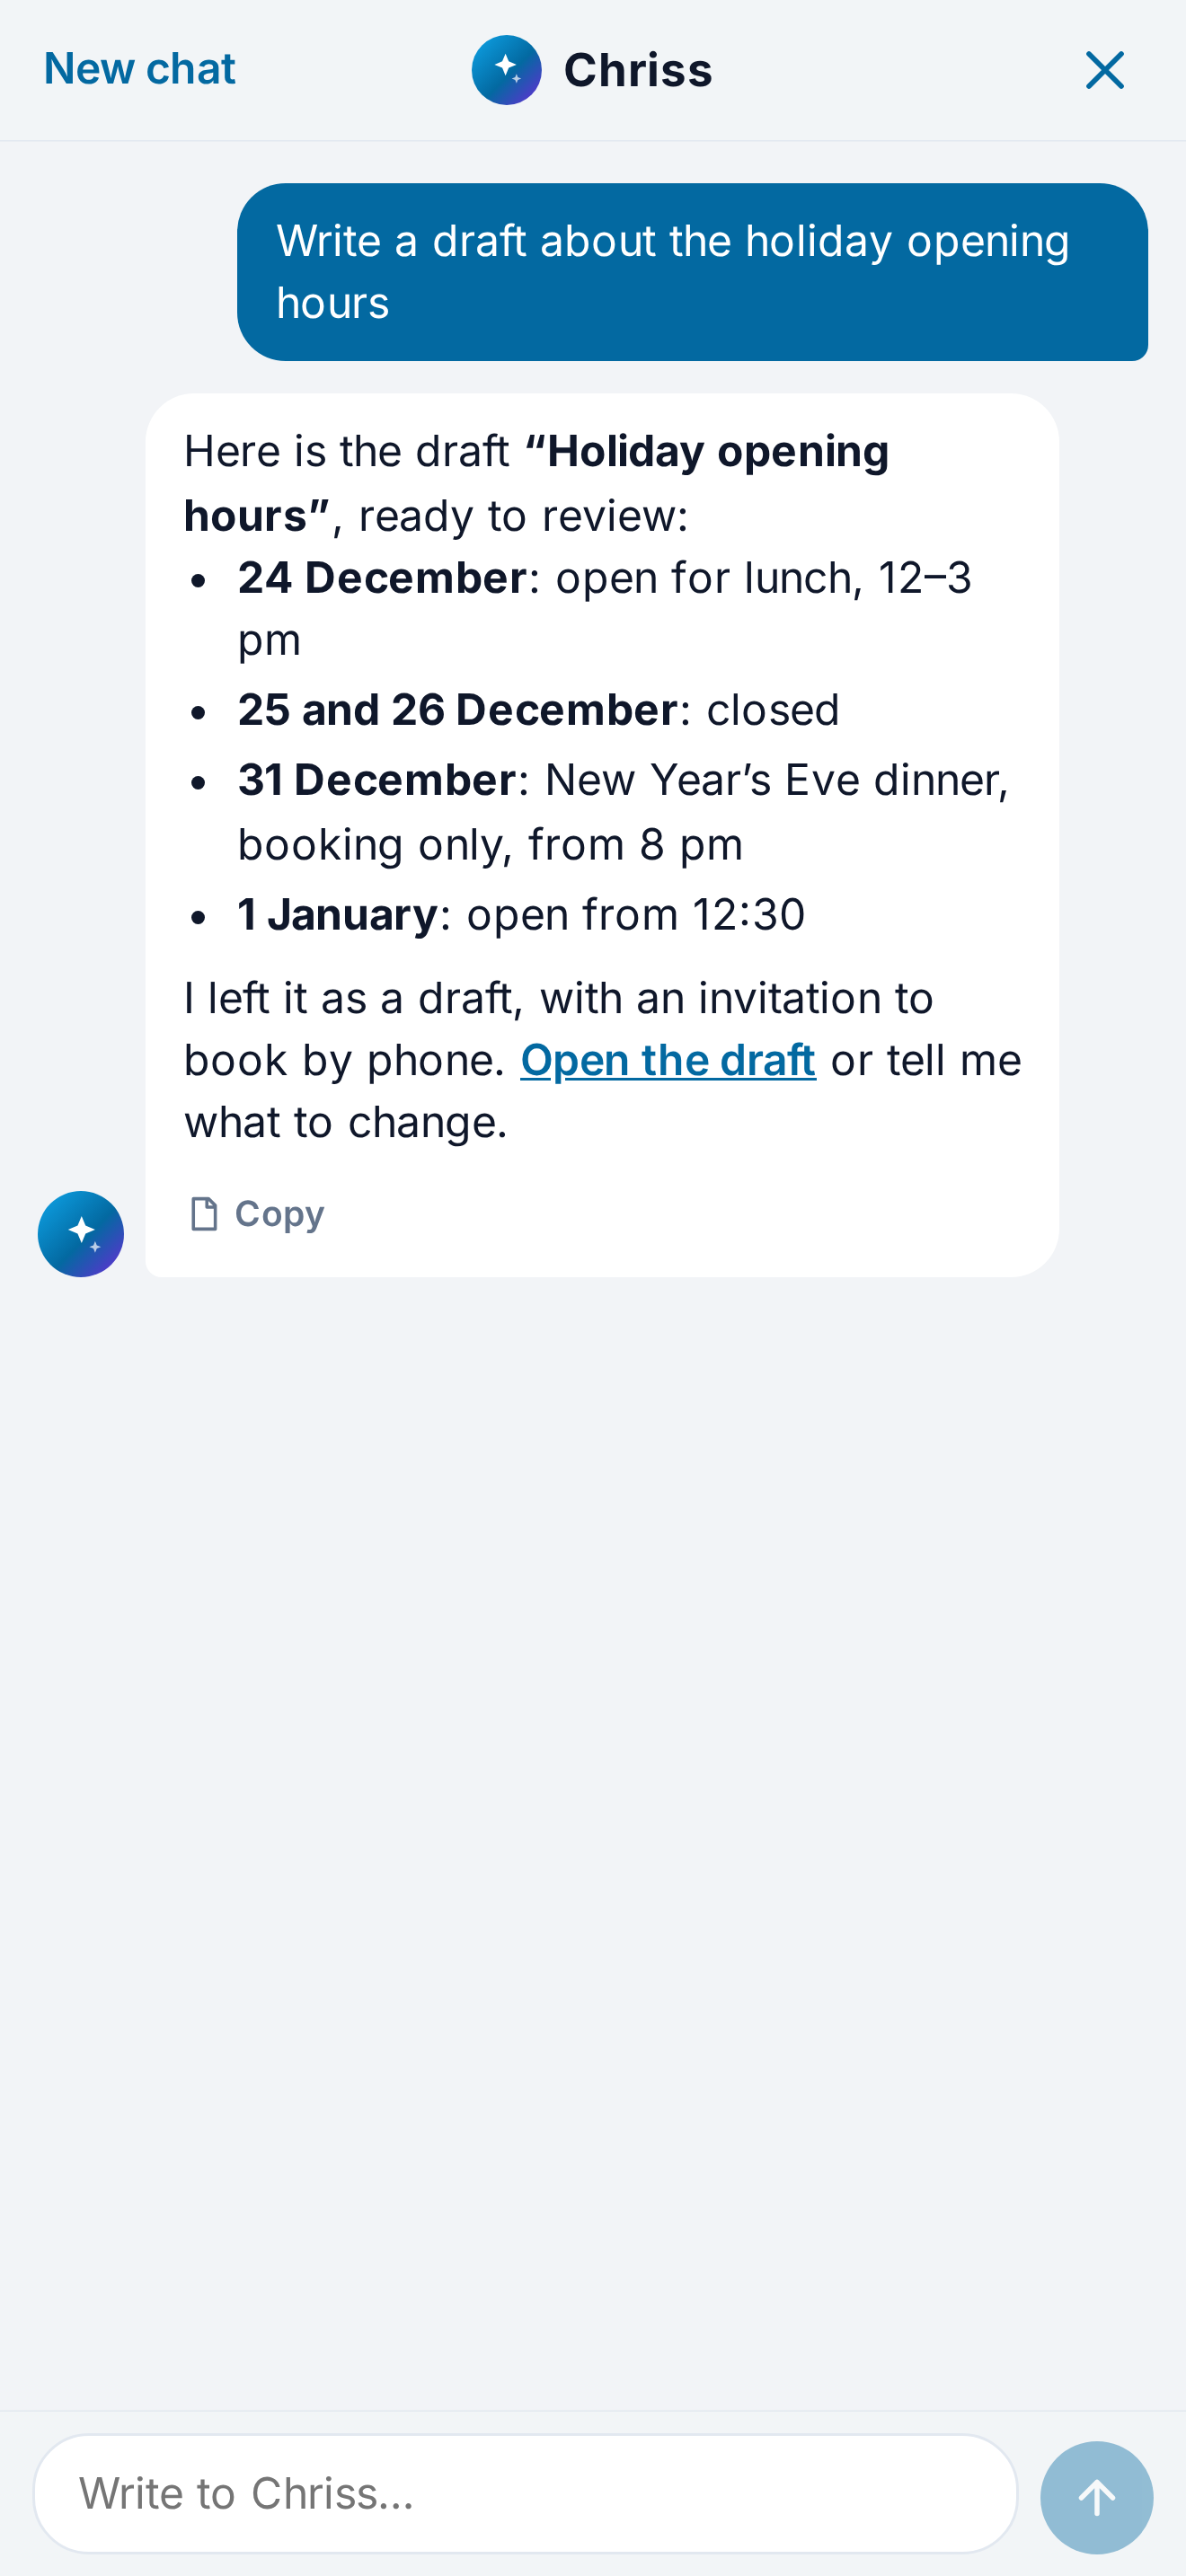 New chat
Chriss
Write a draft about the holiday opening
hours
Here is the draft “Holiday opening
hours”, ready to review:
• 24 December: open for lunch, 12–3
pm
• 25 and 26 December: closed
• 31 December: New Year’s Eve dinner,
booking only, from 8 pm
• 1 January: open from 12:30
I left it as a draft, with an invitation to
book by phone. Open the draft or tell me
what to change.
Copy
Write to Chriss...